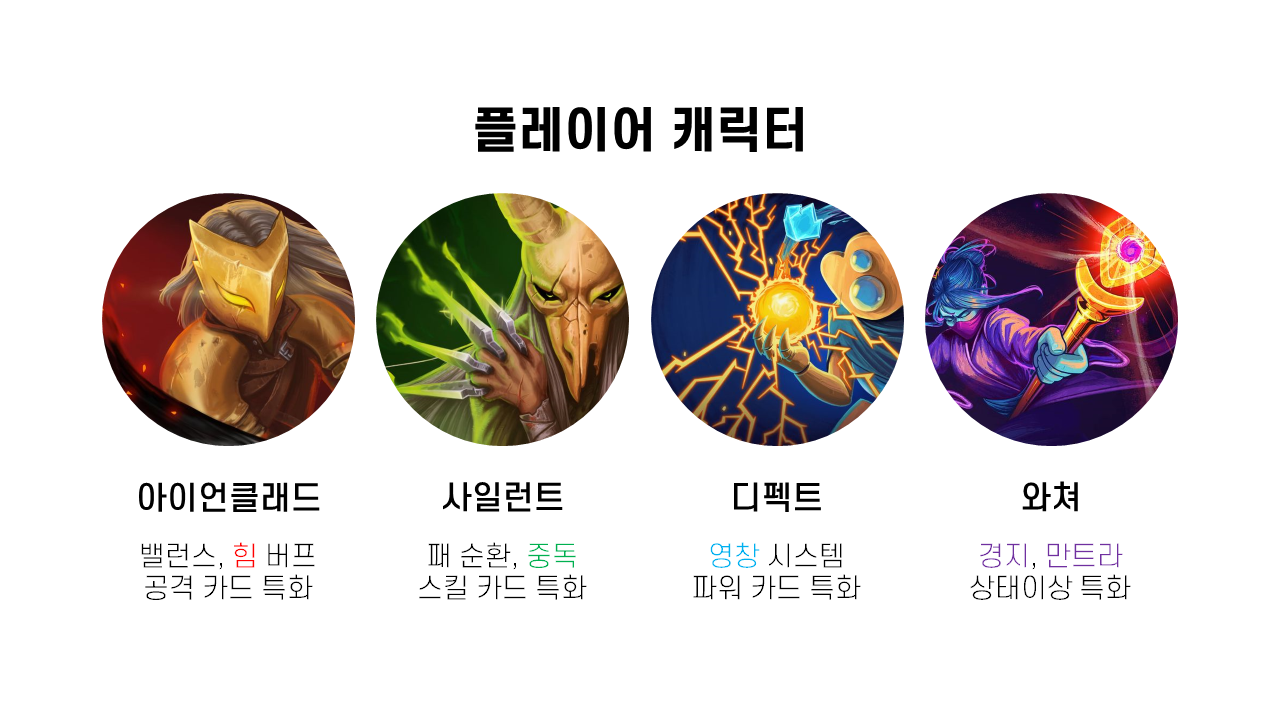 플레이어 캐릭터
아이언클래드
밸런스, 힘 버프
공격 카드 특화
사일런트
패 순환, 중독
스킬 카드 특화
디펙트
영창 시스템
파워 카드 특화
와쳐
경지, 만트라
상태이상 특화